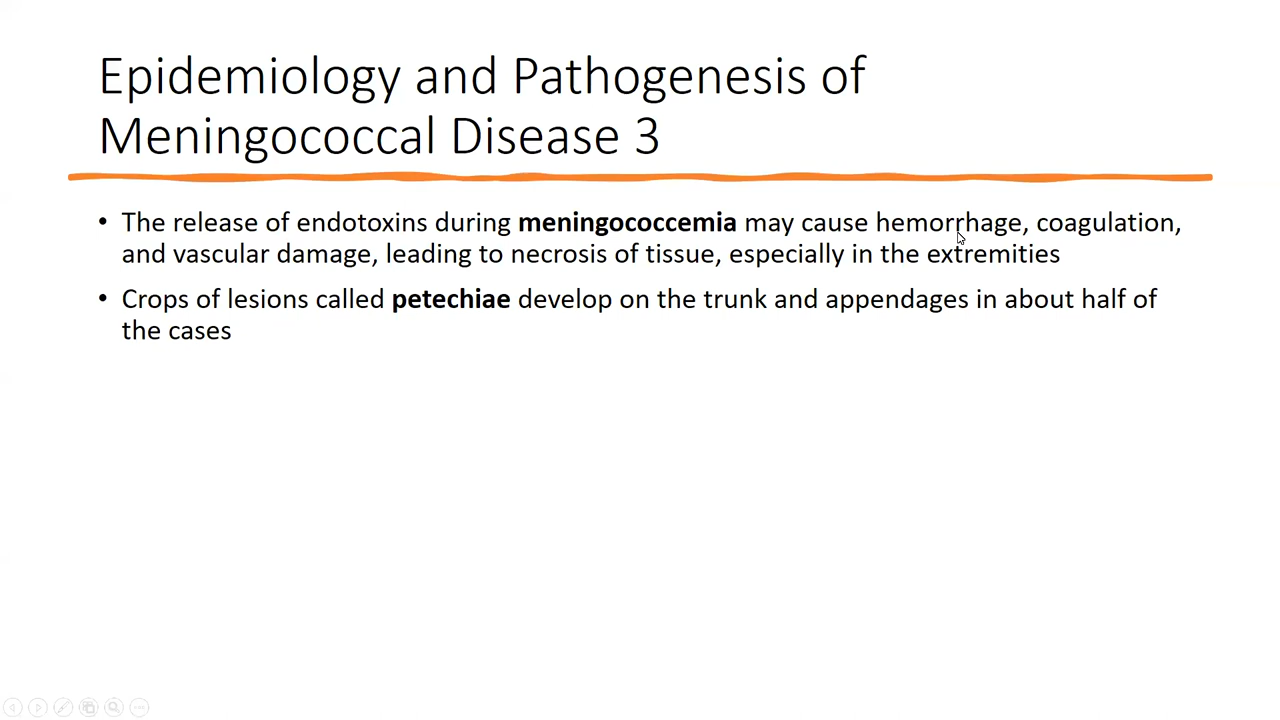 Epidemiology and Pathogenesis of
Meningococcal Disease 3
• The release of endotoxins during meningococcemia may cause hemorrhage, coagulation,
and vascular damage, leading to necrosis of tissue, especially in the extremities
• Crops of lesions called petechiae develop on the trunk and appendages in about half of
the cases